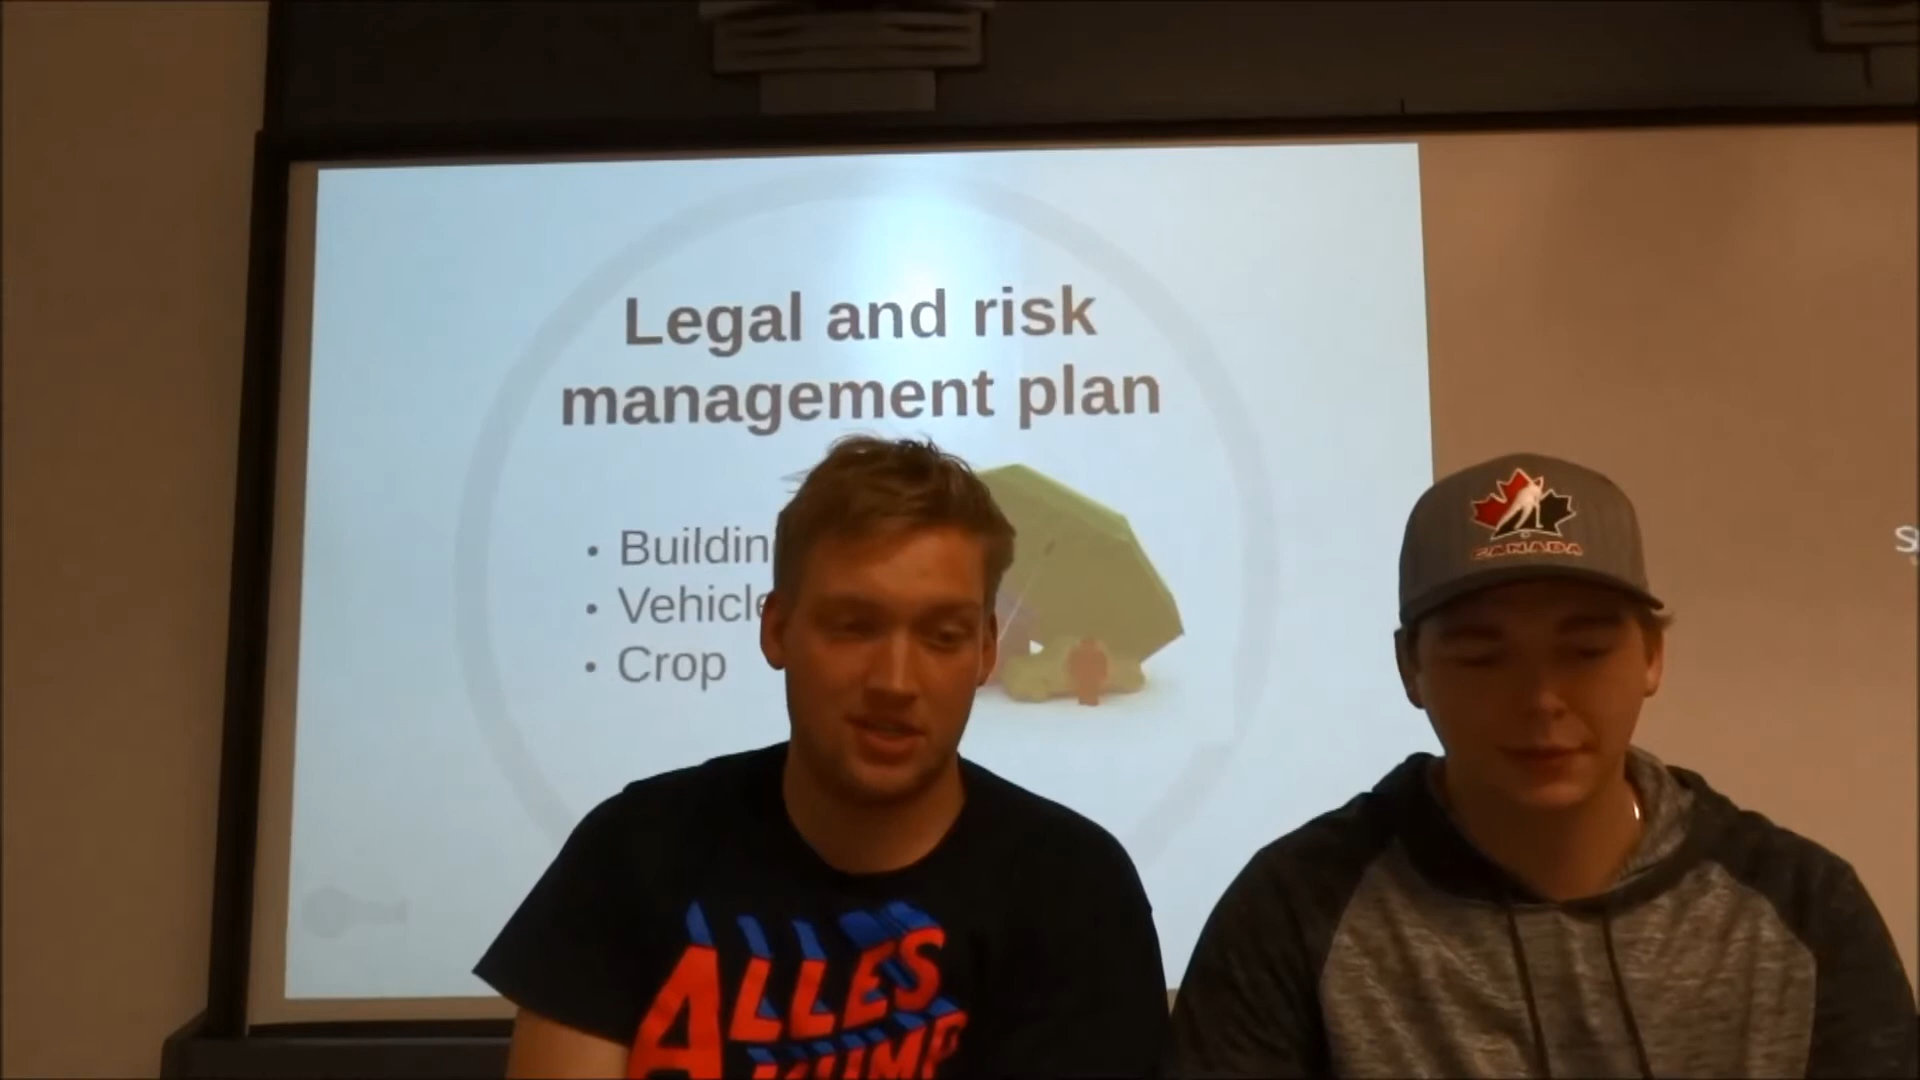 Legal and risk
management plan
• Buildin
• Vehicle
• Crop
CANADA
ALLES